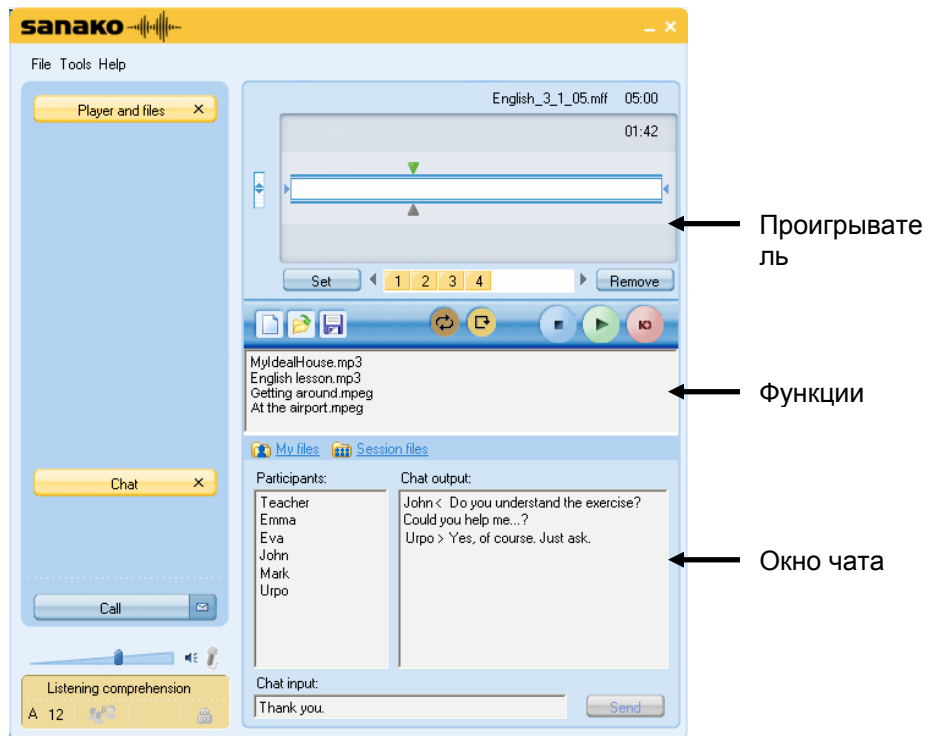 sanako
File Tools Help
Player and files
English_3_1_05.mff 05:00
01:42
Проигрывате
ль
Set 1 2 3 4 Remove
MyIdealHouse.mp3
English lesson.mp3
Getting around.mpeg
At the airport.mpeg
Функции
My files Session files
Chat
Participants:
Teacher
Emma
Eva
John
Mark
Urpo
Chat output:
John < Do you understand the exercise?
Could you help me...?
Urpo > Yes, of course. Just ask.
Окно чата
Call
Listening comprehension
A 12
Chat input:
Thank you.
Send